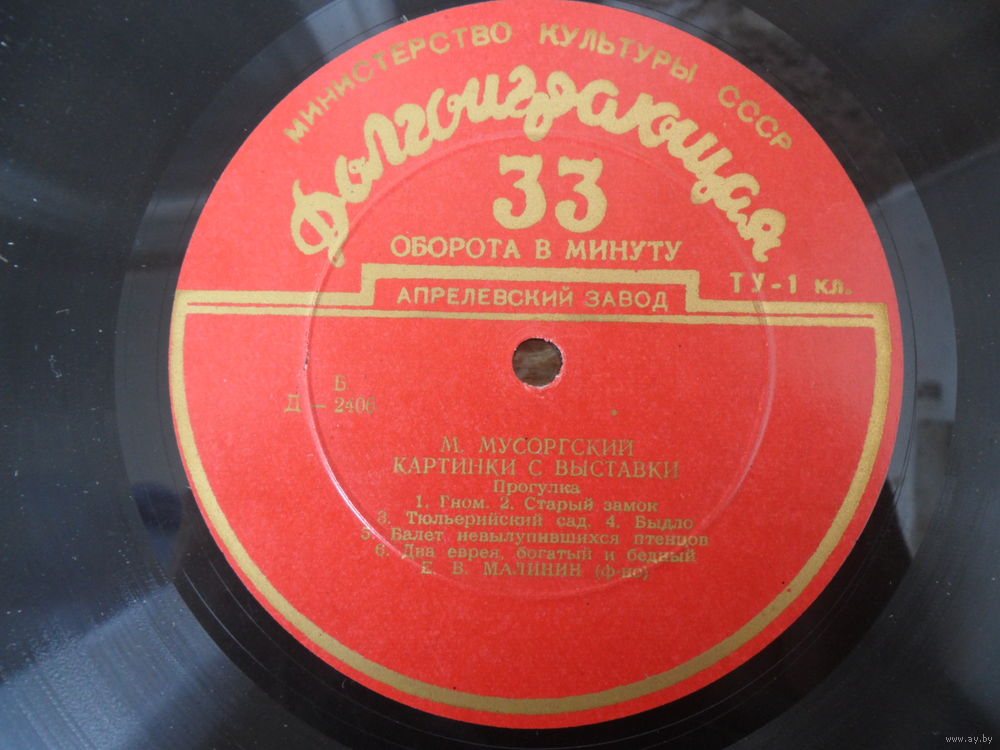 МИНИСТЕРСТВО КУЛЬТУРЫ СССР
Долгоиграющая
33
ОБОРОТА В МИНУТУ
ТУ-1 кл.
АПРЕЛЕВСКИЙ ЗАВОД
Б
Д — 2406
М. МУСОРГСКИЙ
КАРТИНКИ С ВЫСТАВКИ
Прогулка
1. Гном. 2. Старый замок
3. Тюльерийский сад. 4. Быдло
5. Балет невылупившихся птенцов
6. Два еврея, богатый и бедный
Е. В. МАЛИНИН (ф-но)
www.ay.by